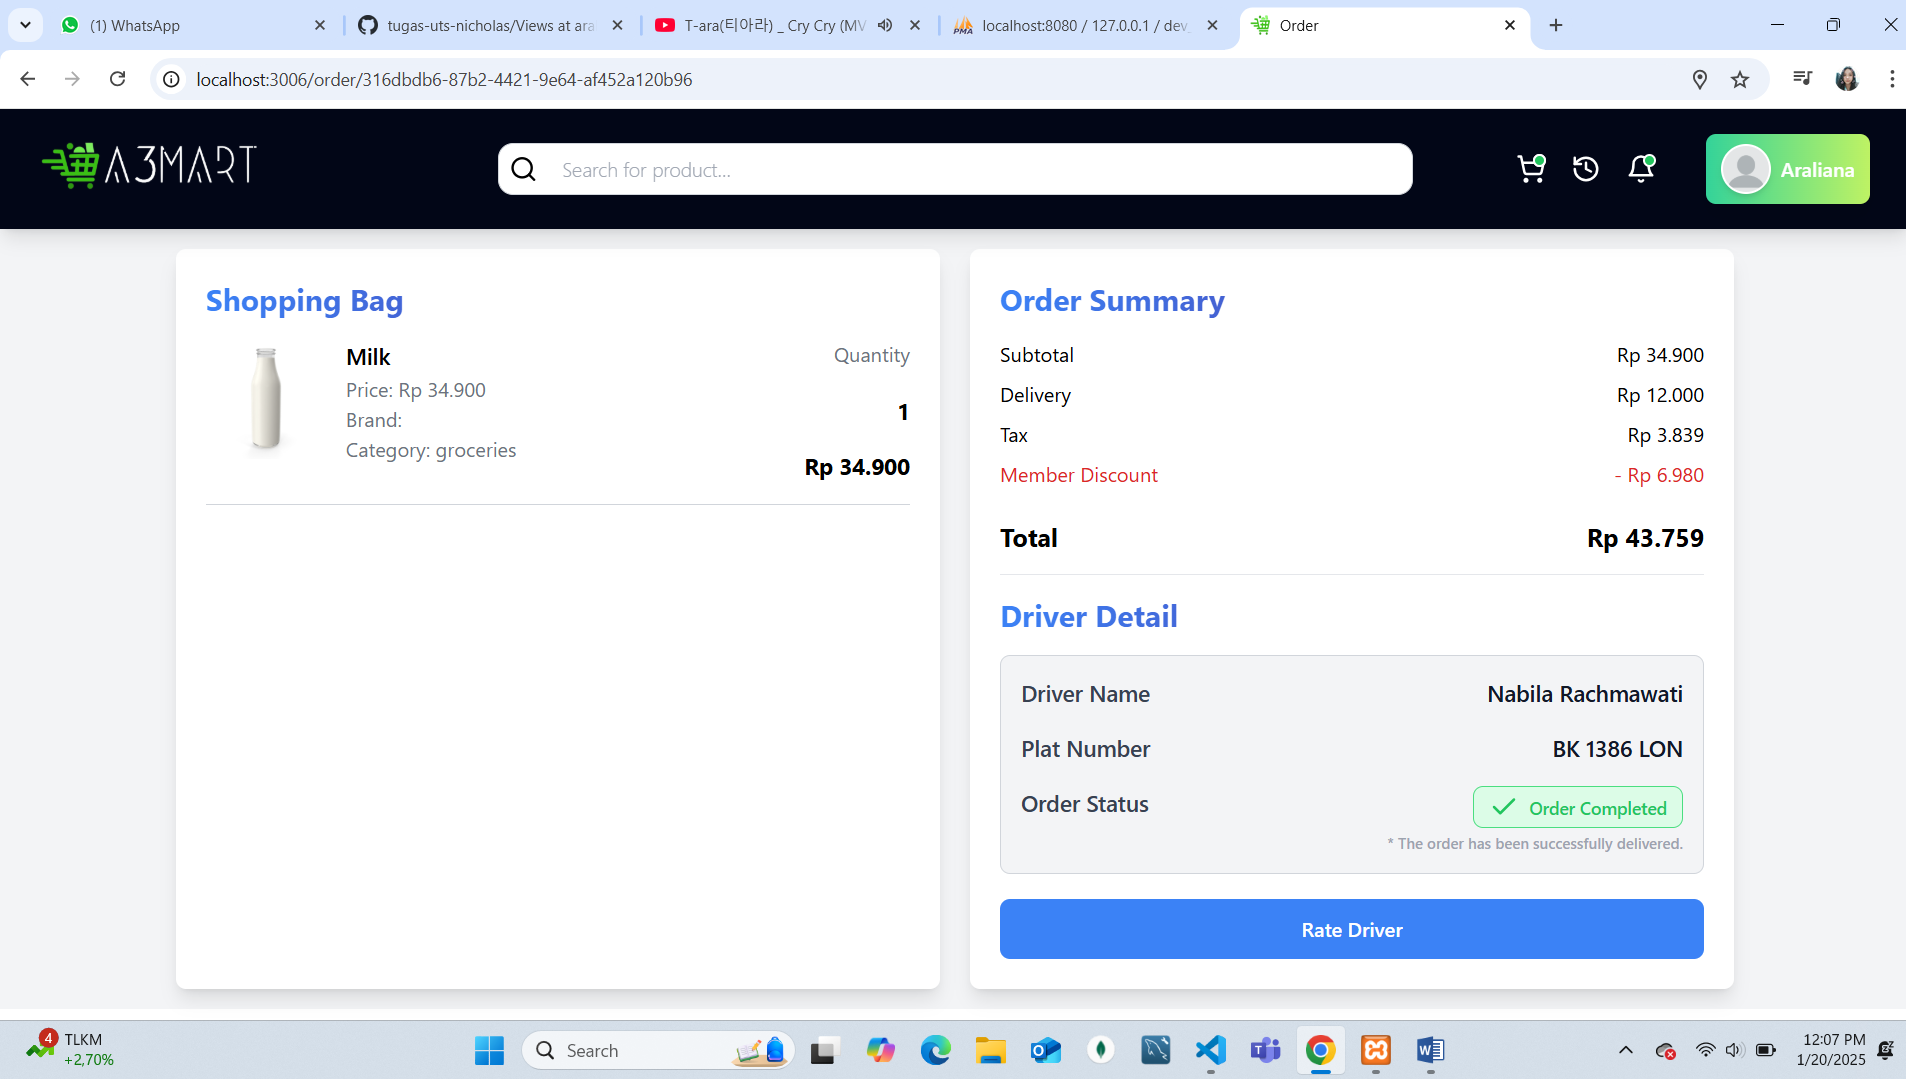 (1) WhatsApp
tugas-uts-nicholas/Views at ara
T-ara(티아라) _ Cry Cry (MV
localhost:8080 / 127.0.0.1 / dev_
Order
localhost:3006/order/316dbdb6-87b2-4421-9e64-af452a120b96
A3MART
Search for product...
Araliana
Shopping Bag
Milk
Quantity
Price: Rp 34.900
Brand:
1
Category: groceries
Rp 34.900
Order Summary
Subtotal Rp 34.900
Delivery Rp 12.000
Tax Rp 3.839
Member Discount - Rp 6.980
Total Rp 43.759
Driver Detail
Driver Name Nabila Rachmawati
Plat Number BK 1386 LON
Order Status Order Completed
* The order has been successfully delivered.
Rate Driver
4
TLKM
+2,70%
Search
12:07 PM
1/20/2025